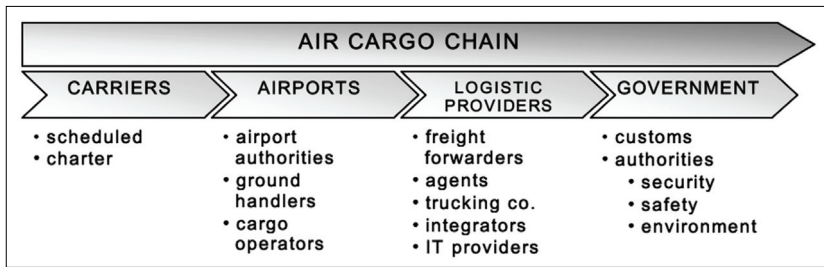 AIR CARGO CHAIN
CARRIERS
• scheduled
• charter
AIRPORTS
• airport
authorities
• ground
handlers
• cargo
operators
LOGISTIC
PROVIDERS
• freight
forwarders
• agents
• trucking co.
• integrators
• IT providers
GOVERNMENT
• customs
• authorities
• security
• safety
• environment